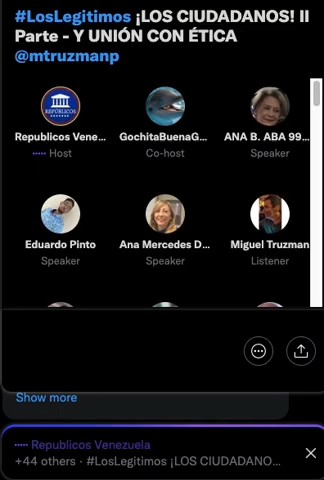 #LosLegitimos ¡LOS CIUDADANOS! II
Parte - Y UNIÓN CON ÉTICA
@mtruzmanp
Republicos Vene... GochitaBuenaG... ANA B. ABA 99...
Host Co-host Speaker
Eduardo Pinto Ana Mercedes D... Miguel Truzman
Speaker Speaker Listener
Show more
Republicos Venezuela
+44 others · #LosLegitimos ¡LOS CIUDADANO...